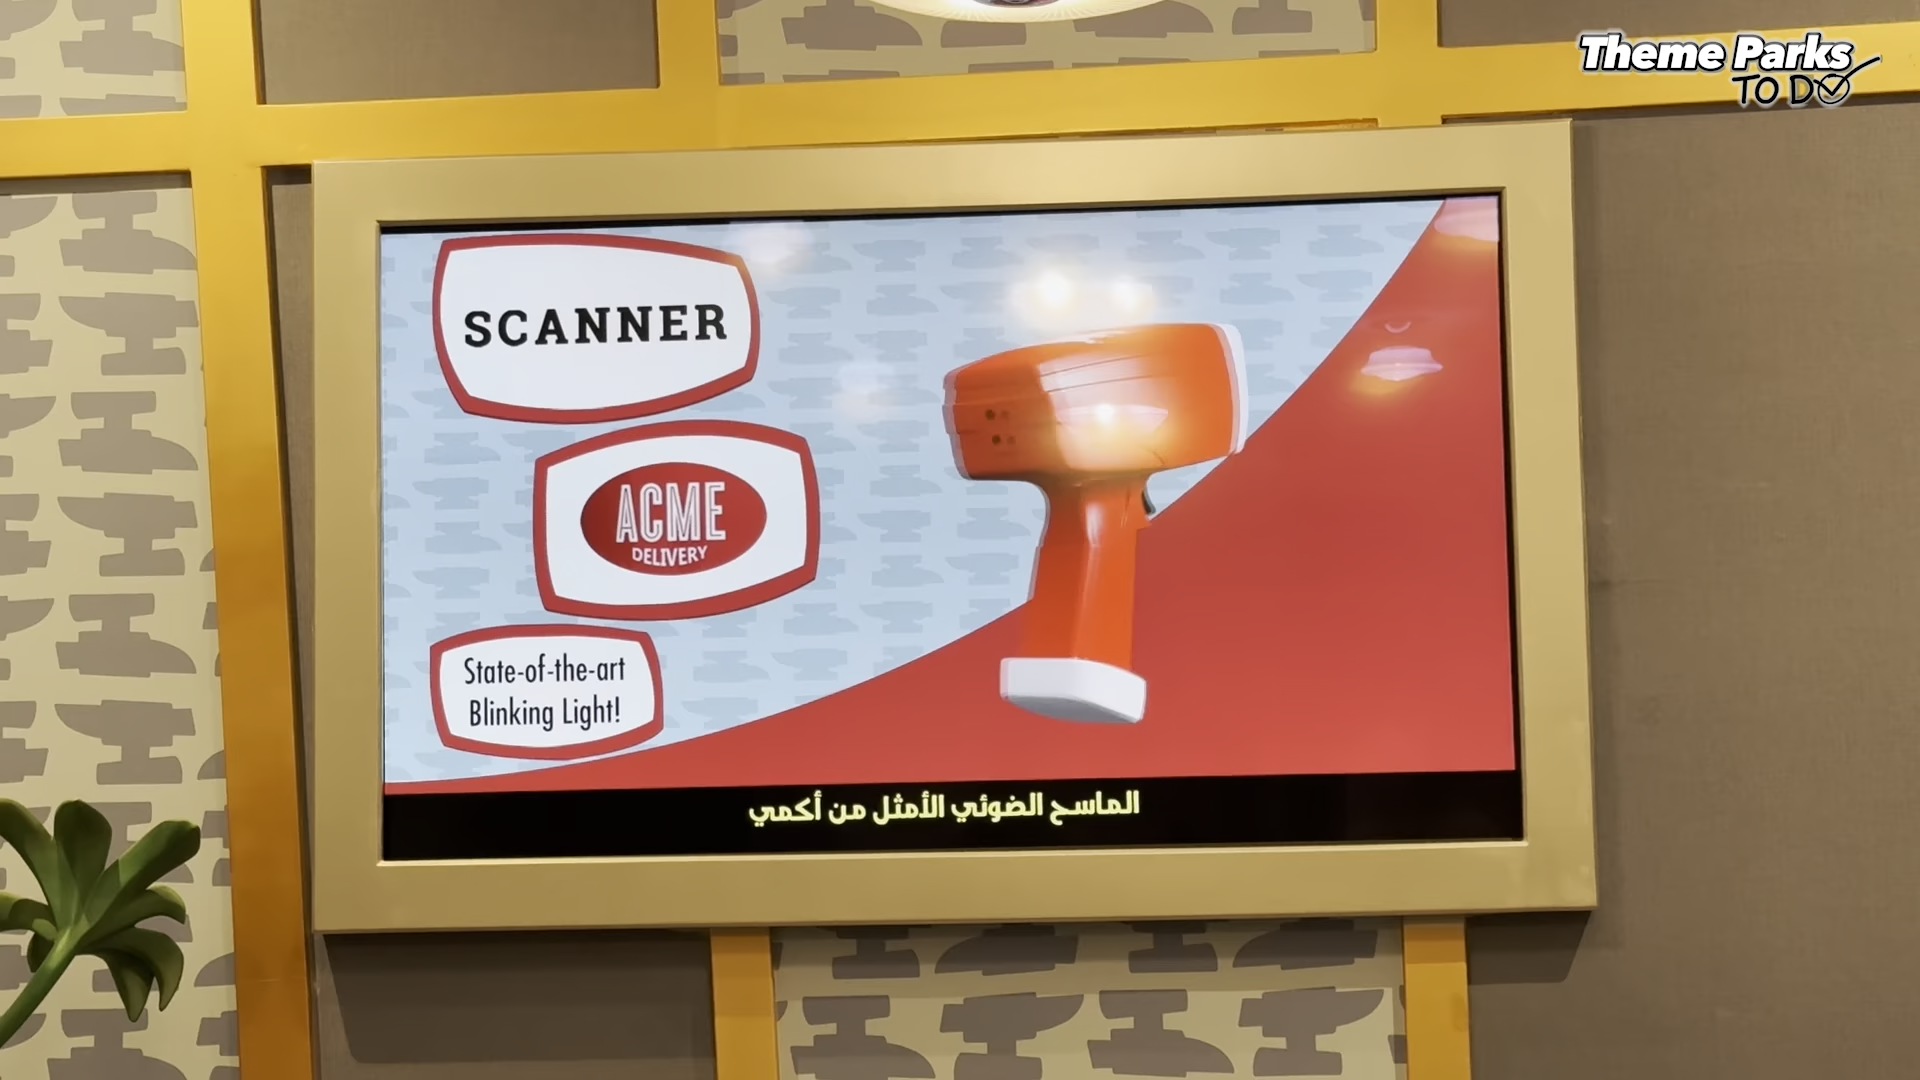 Theme Parks
TO DO
SCANNER
ACME
DELIVERY
State-of-the-art
Blinking Light!
الماسح الضوئي الأمثل من أكمي